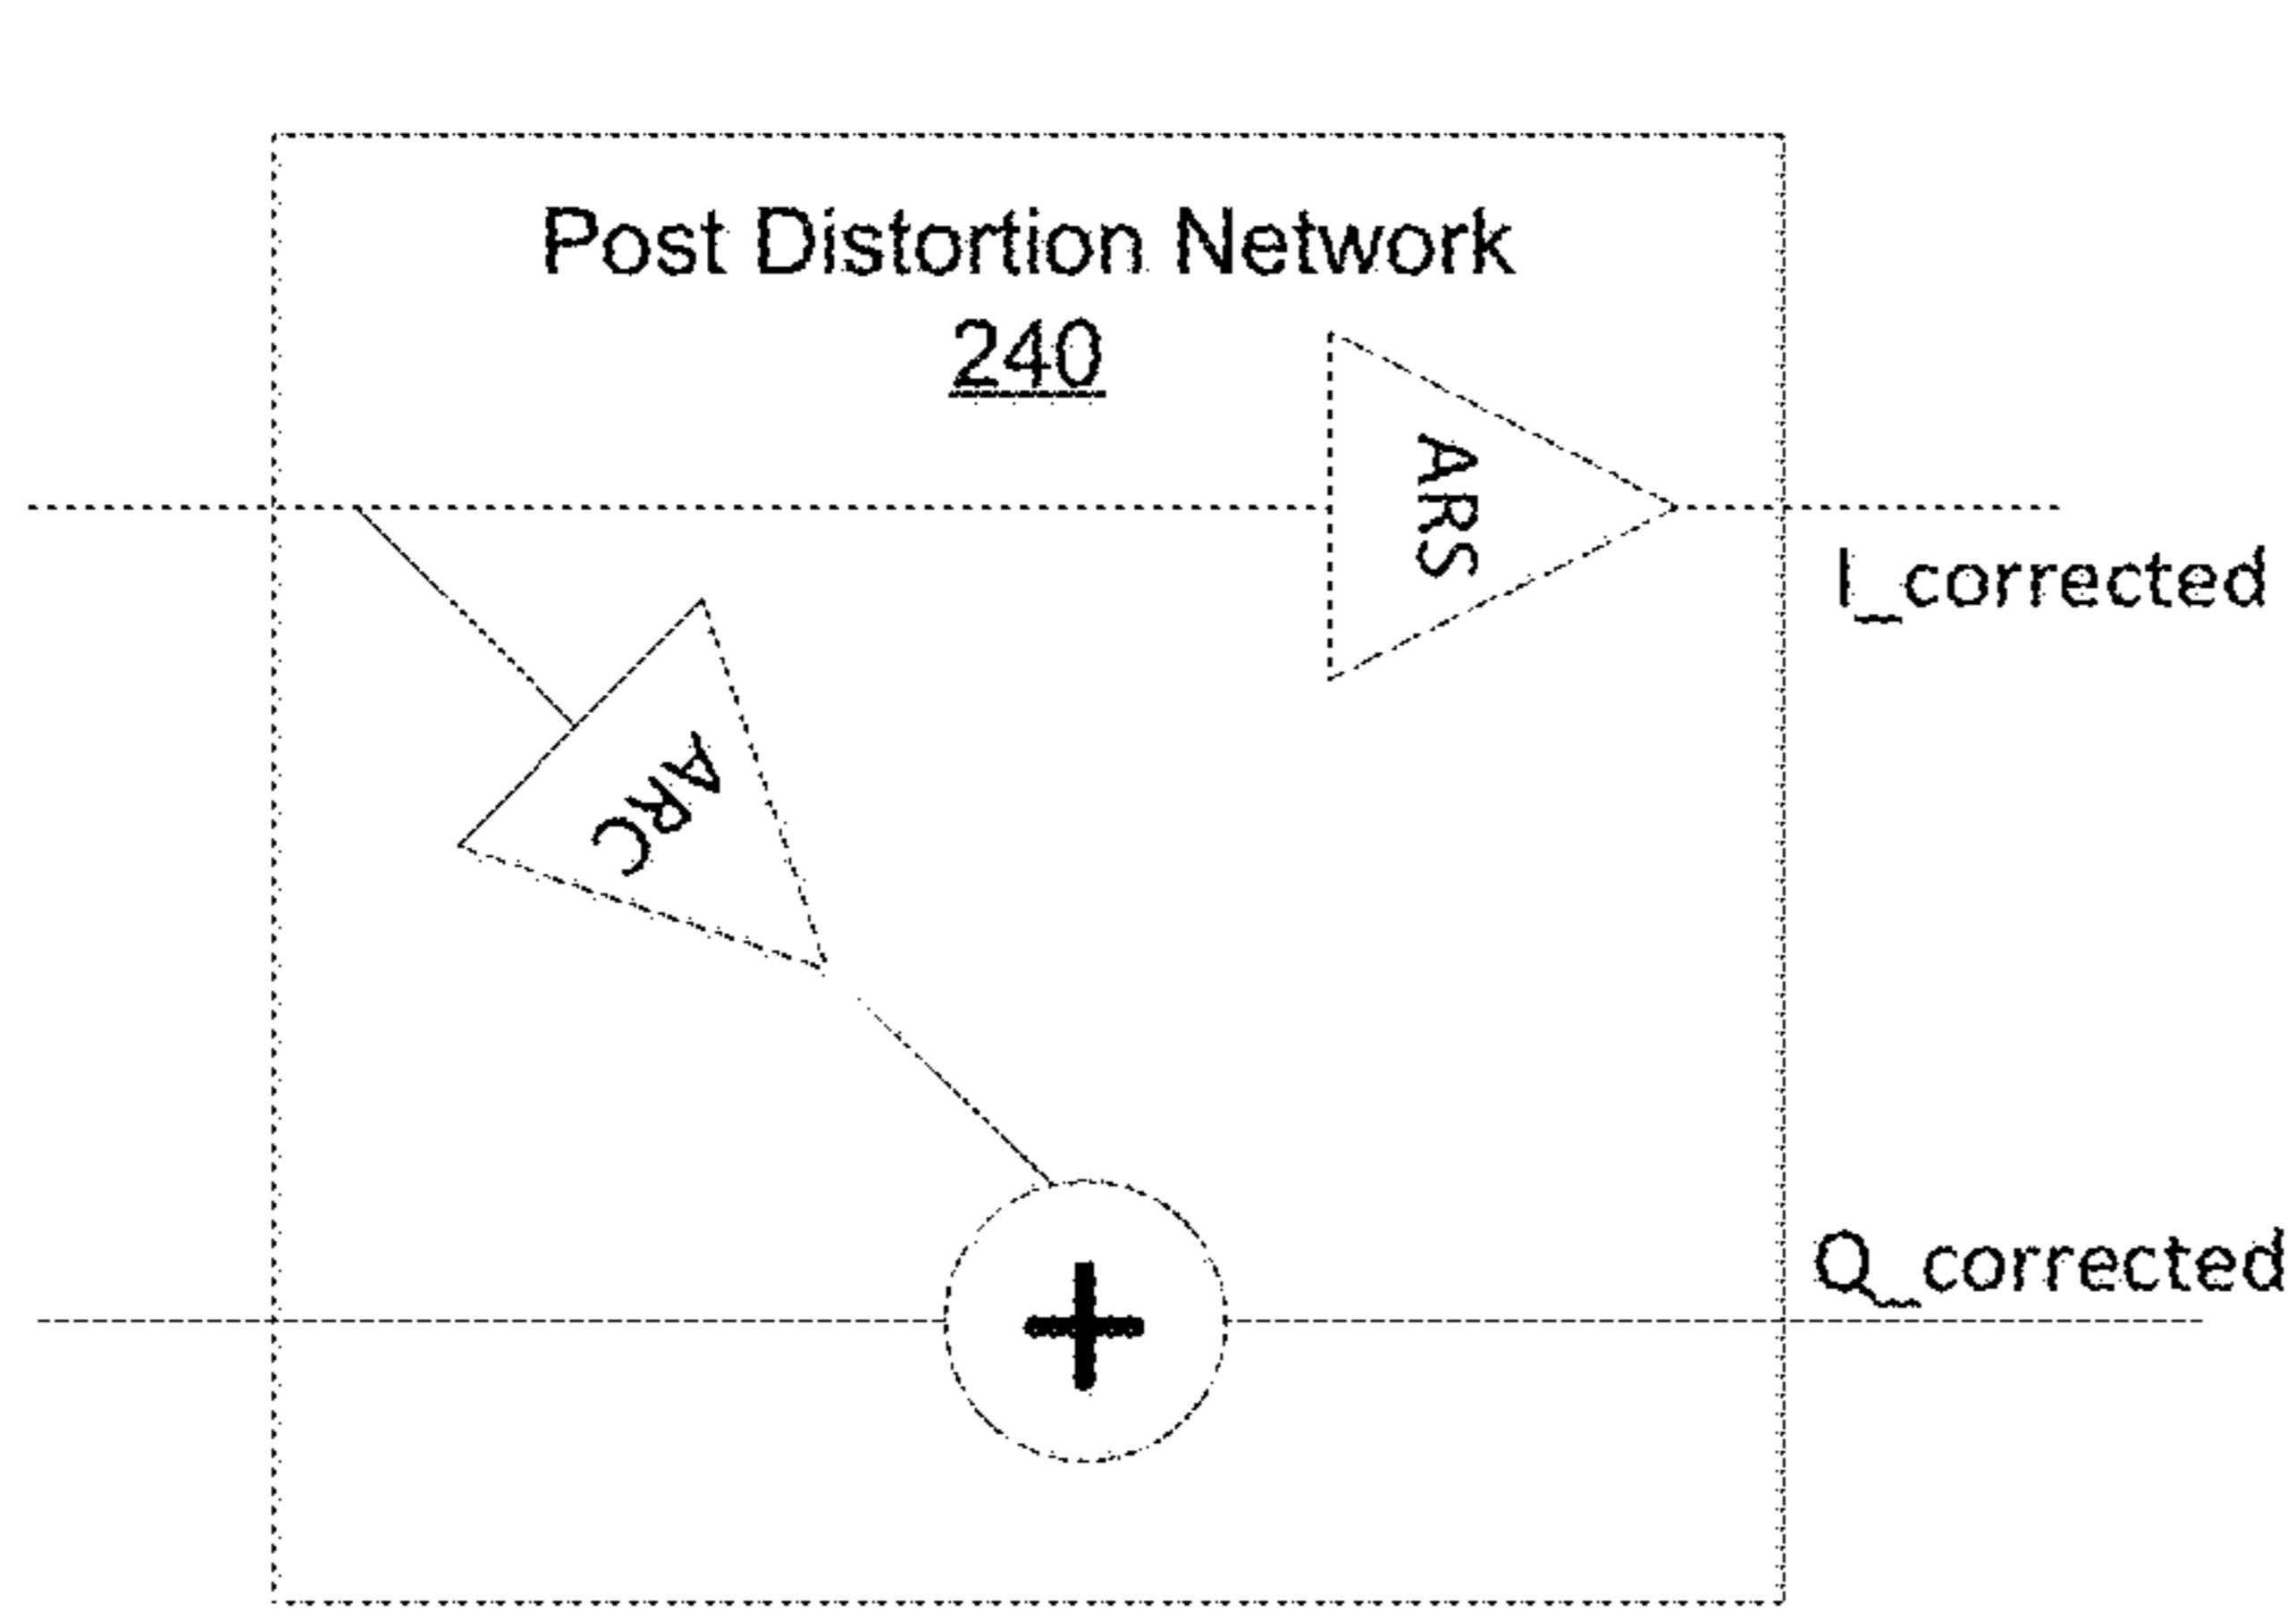 Post Distortion Network
240
ARS
I_corrected
ARC
+
Q_corrected